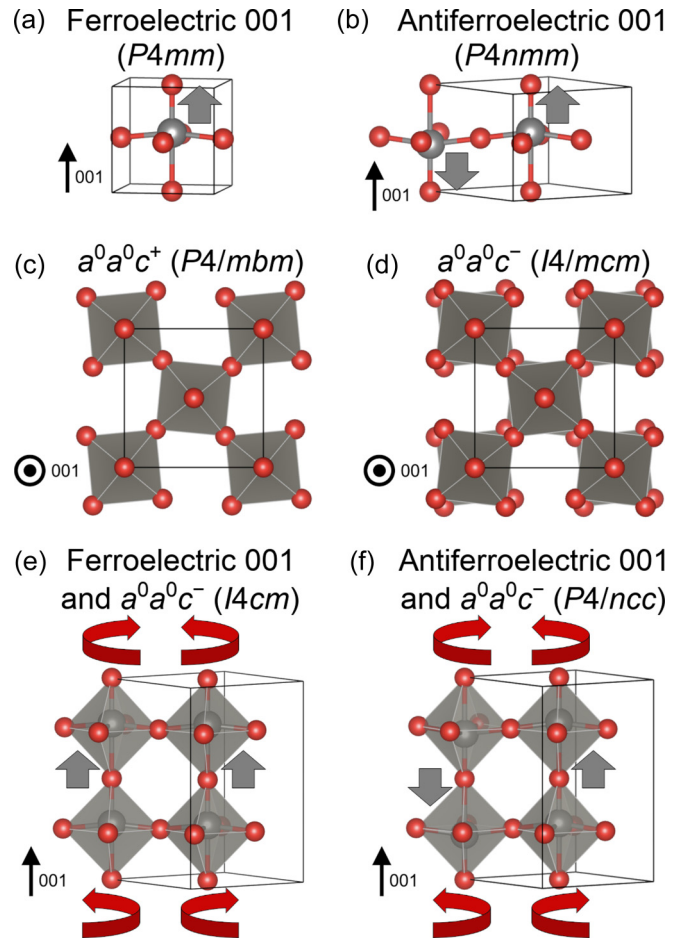 (a) Ferroelectric 001
(P4mm)
001
(b) Antiferroelectric 001
(P4nmm)
001
(c) a⁰a⁰c⁺ (P4/mbm)
001
(d) a⁰a⁰c⁻ (I4/mcm)
001
(e) Ferroelectric 001
and a⁰a⁰c⁻ (I4cm)
001
(f) Antiferroelectric 001
and a⁰a⁰c⁻ (P4/ncc)
001